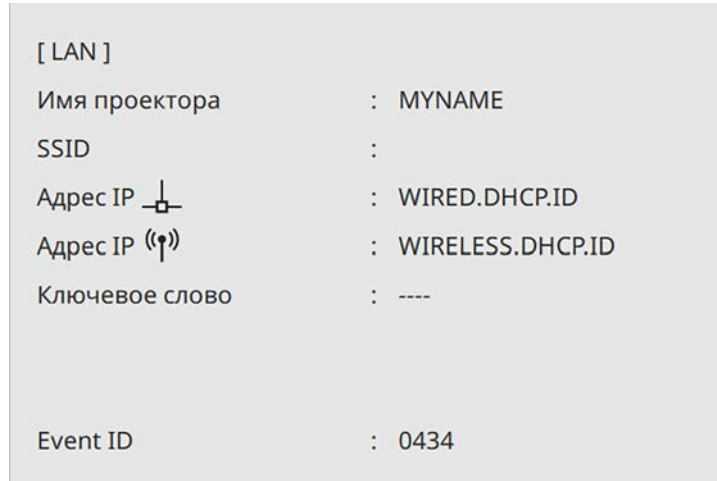 [ LAN ]
Имя проектора : MYNAME
SSID :
Адрес IP : WIRED.DHCP.ID
Адрес IP : WIRELESS.DHCP.ID
Ключевое слово : ----
Event ID : 0434